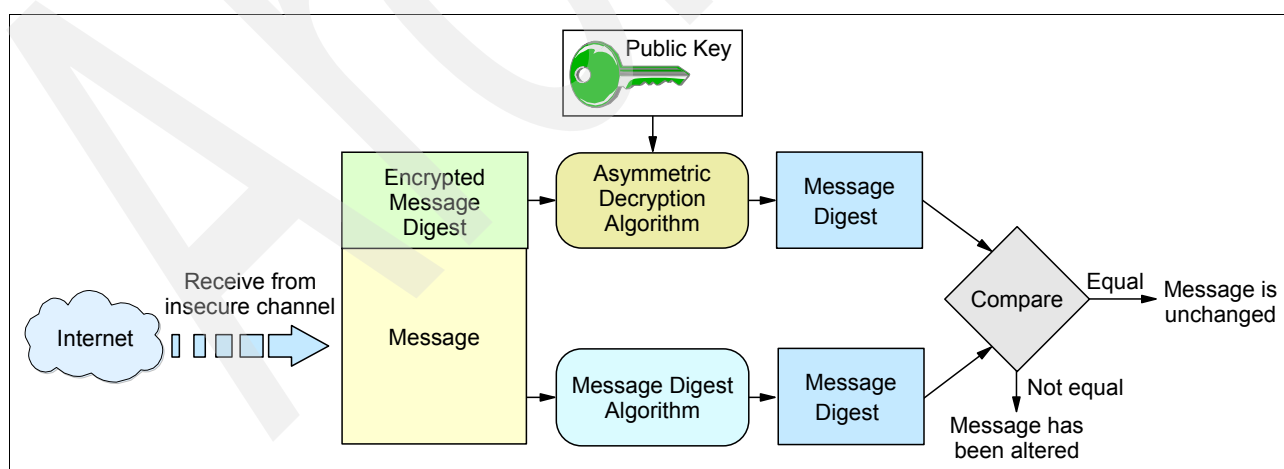 Public Key
Encrypted
Message
Digest
Asymmetric
Decryption
Algorithm
Message
Digest
Receive from
insecure channel
Internet
Message
Message Digest
Algorithm
Message
Digest
Compare
Equal
Message is
unchanged
Not equal
Message has
been altered